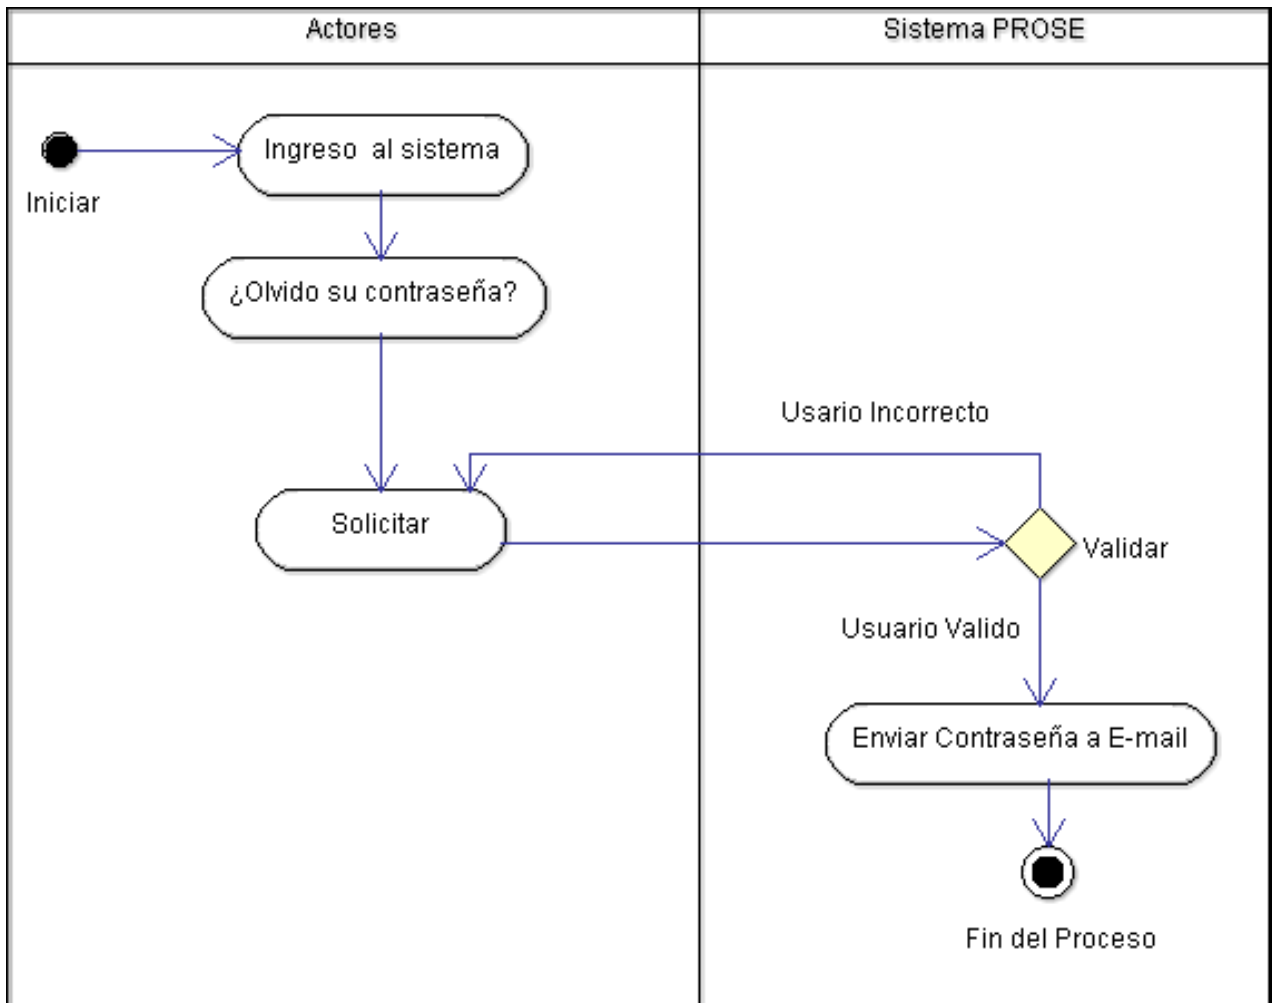 Actores
Sistema PROSE
Ingreso  al sistema
Iniciar
¿Olvido su contraseña?
Usario Incorrecto
Solicitar
Validar
Usuario Valido
Enviar Contraseña a E-mail
Fin del Proceso